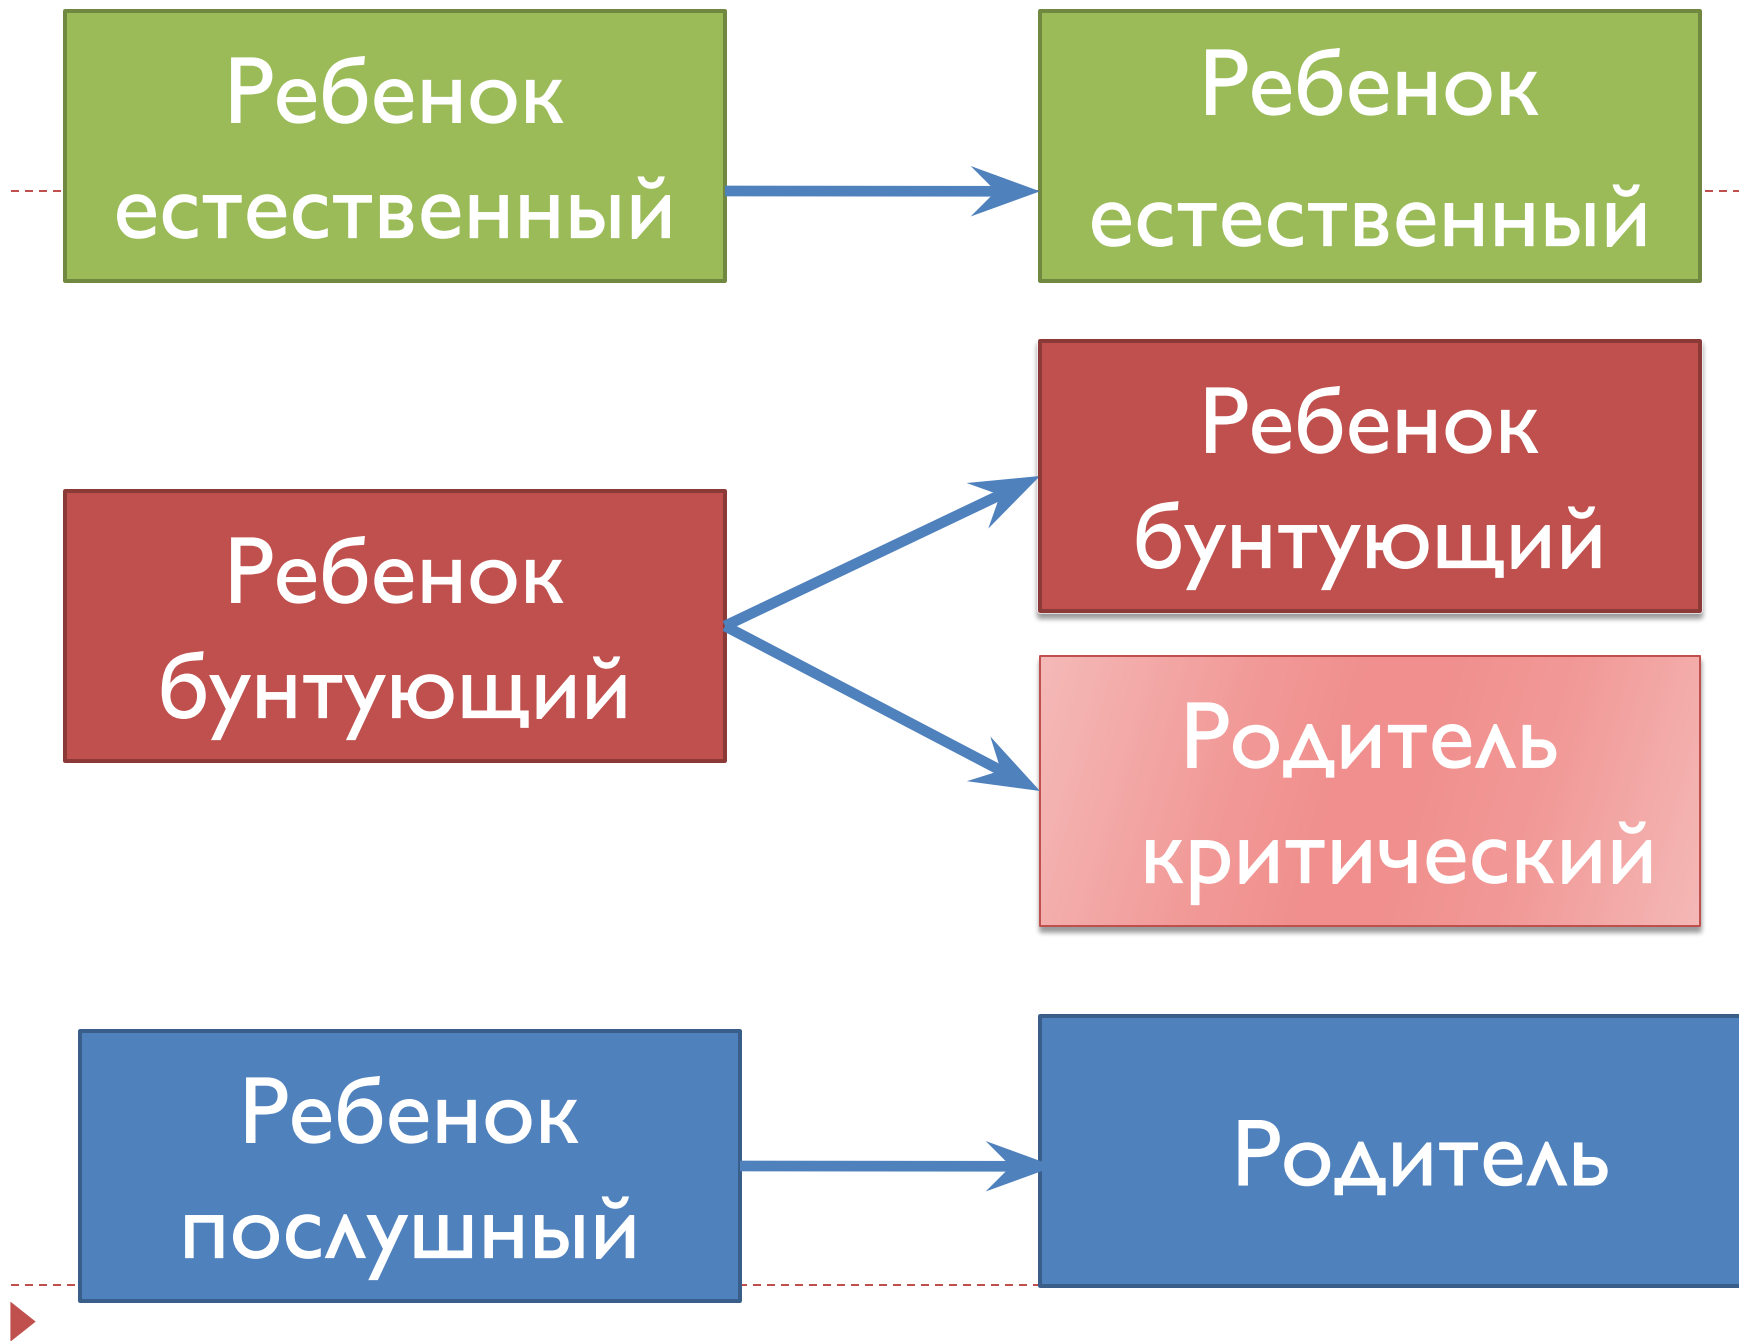 Ребенок
естественный
Ребенок
естественный
Ребенок
бунтующий
Ребенок
бунтующий
Родитель
критический
Ребенок
послушный
Родитель